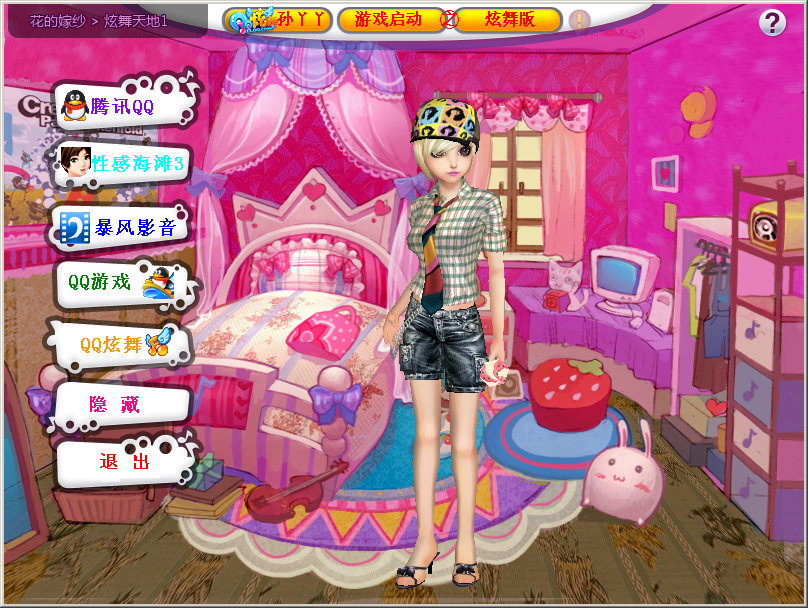 花的嫁纱 > 炫舞天地1
孙丫丫
游戏启动
炫舞版
?
腾讯QQ
性感海滩3
暴风影音
QQ游戏
QQ炫舞
隐 藏
退 出